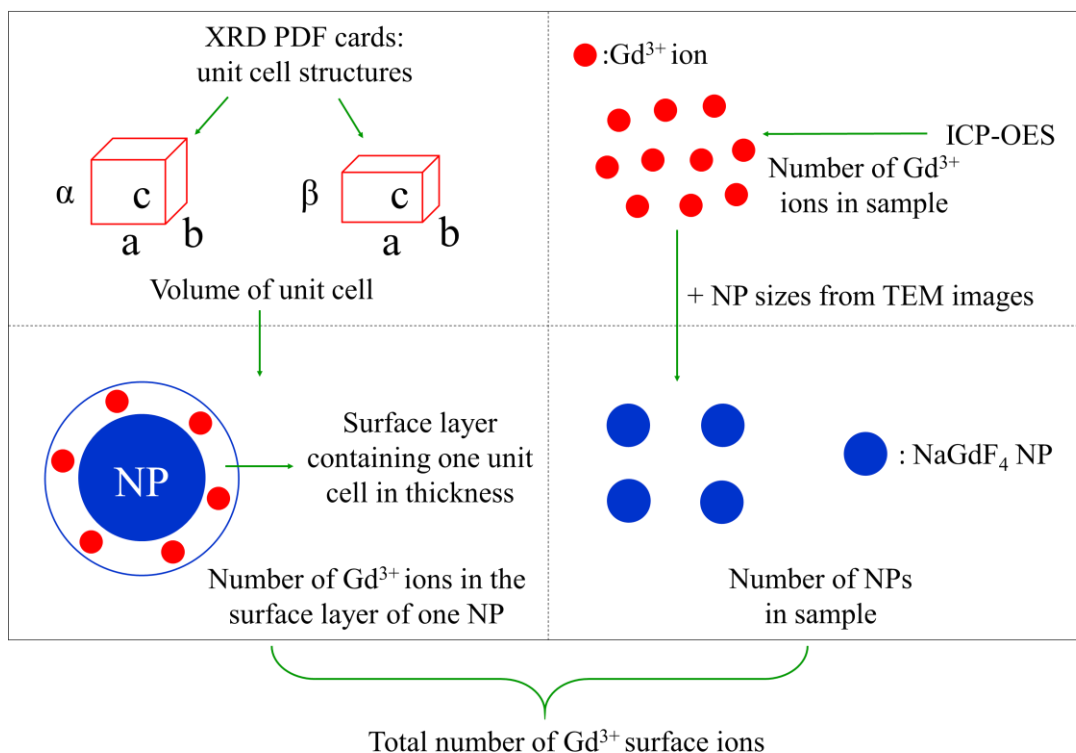 XRD PDF cards:
unit cell structures
α
c
a
b
β
c
a
b
Volume of unit cell
:Gd³⁺ ion
ICP-OES
Number of Gd³⁺
ions in sample
+ NP sizes from TEM images
NP
Surface layer
containing one unit
cell in thickness
Number of Gd³⁺ ions in the
surface layer of one NP
: NaGdF₄ NP
Number of NPs
in sample
Total number of Gd³⁺ surface ions